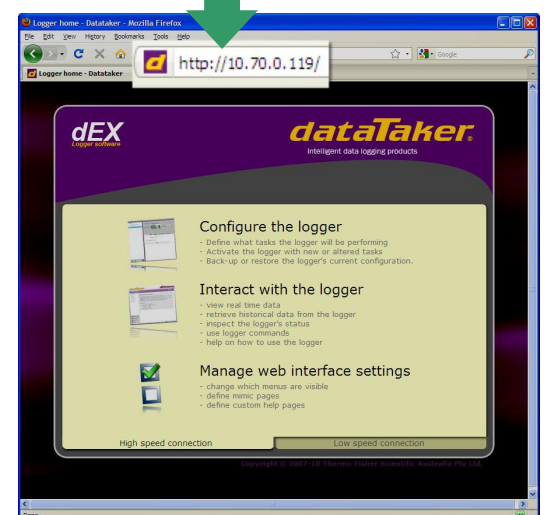 Logger home - Datataker - Mozilla Firefox
File Edit View History Bookmarks Tools Help
http://10.70.0.119/
Google
Logger home - Datataker
dEX
Logger software
dataTaker
Intelligent data logging products
Configure the logger
- Define what tasks the logger will be performing
- Activate the logger with new or altered tasks
- Back-up or restore the logger's current configuration.
Interact with the logger
- view real time data
- retrieve historical data from the logger
- inspect the logger's status
- use logger commands
- help on how to use the logger
Manage web interface settings
- change which menus are visible
- define mimic pages
- define custom help pages
High speed connection
Low speed connection
Copyright © 2007-10 Thermo Fisher Scientific Australia Pty Ltd.
Done